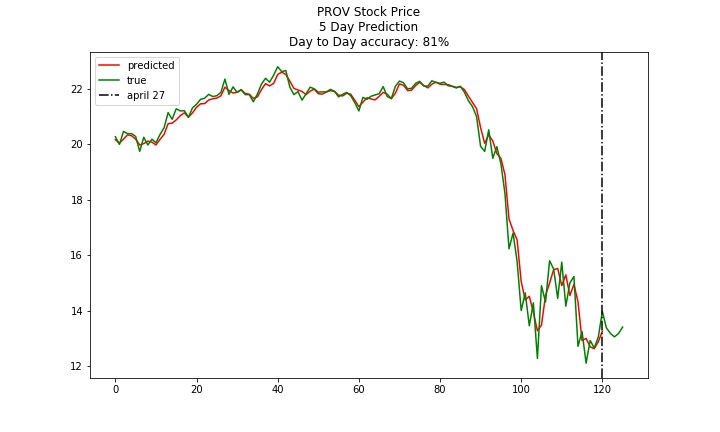 PROV Stock Price
5 Day Prediction
Day to Day accuracy: 81%
predicted
true
april 27
22
20
18
16
14
12
0 20 40 60 80 100 120